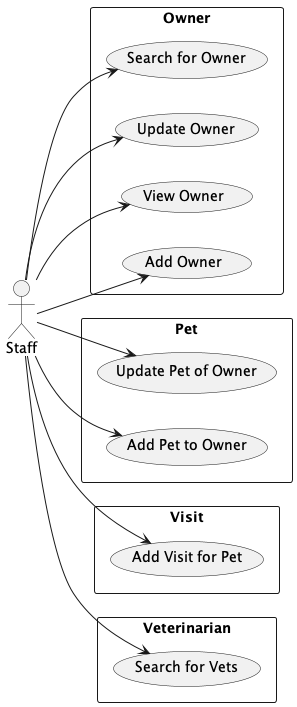 Owner
Search for Owner
Update Owner
View Owner
Add Owner
Staff
Pet
Update Pet of Owner
Add Pet to Owner
Visit
Add Visit for Pet
Veterinarian
Search for Vets